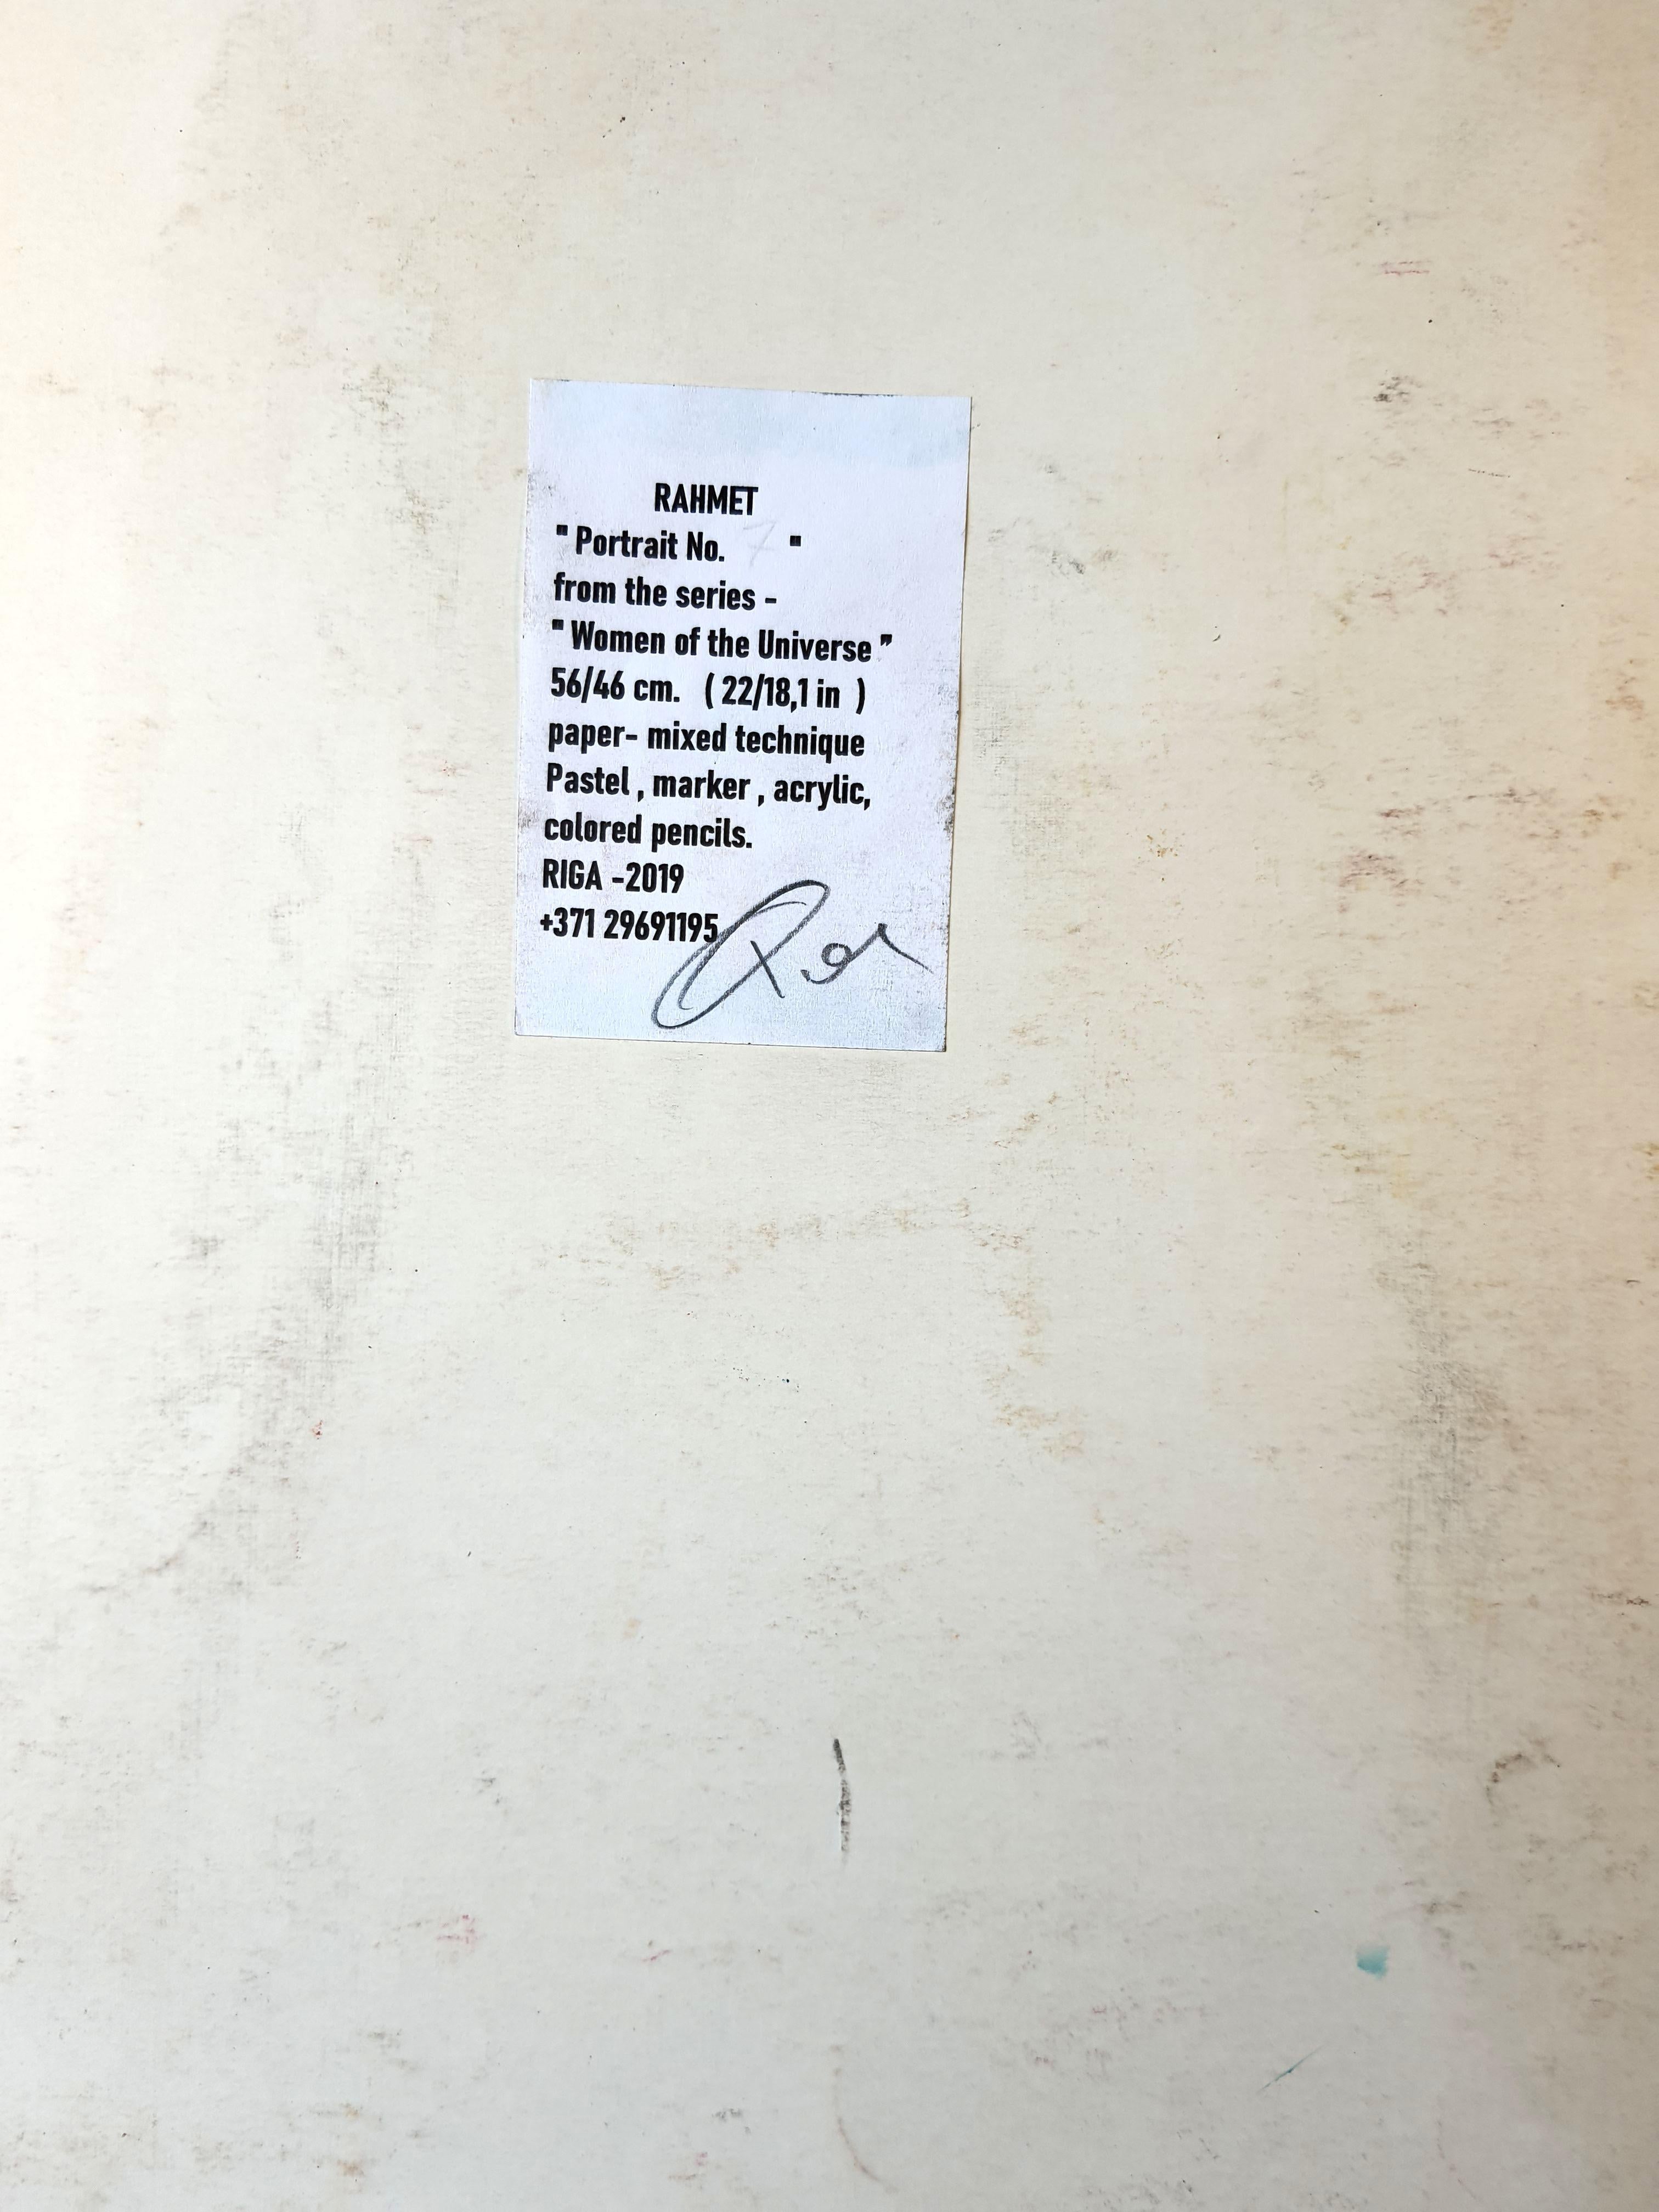 RAHMET
" Portrait No. 7 "
from the series -
" Women of the Universe "
56/46 cm. ( 22/18,1 in )
paper- mixed technique
Pastel , marker , acrylic,
colored pencils.
RIGA -2019
+371 29691195